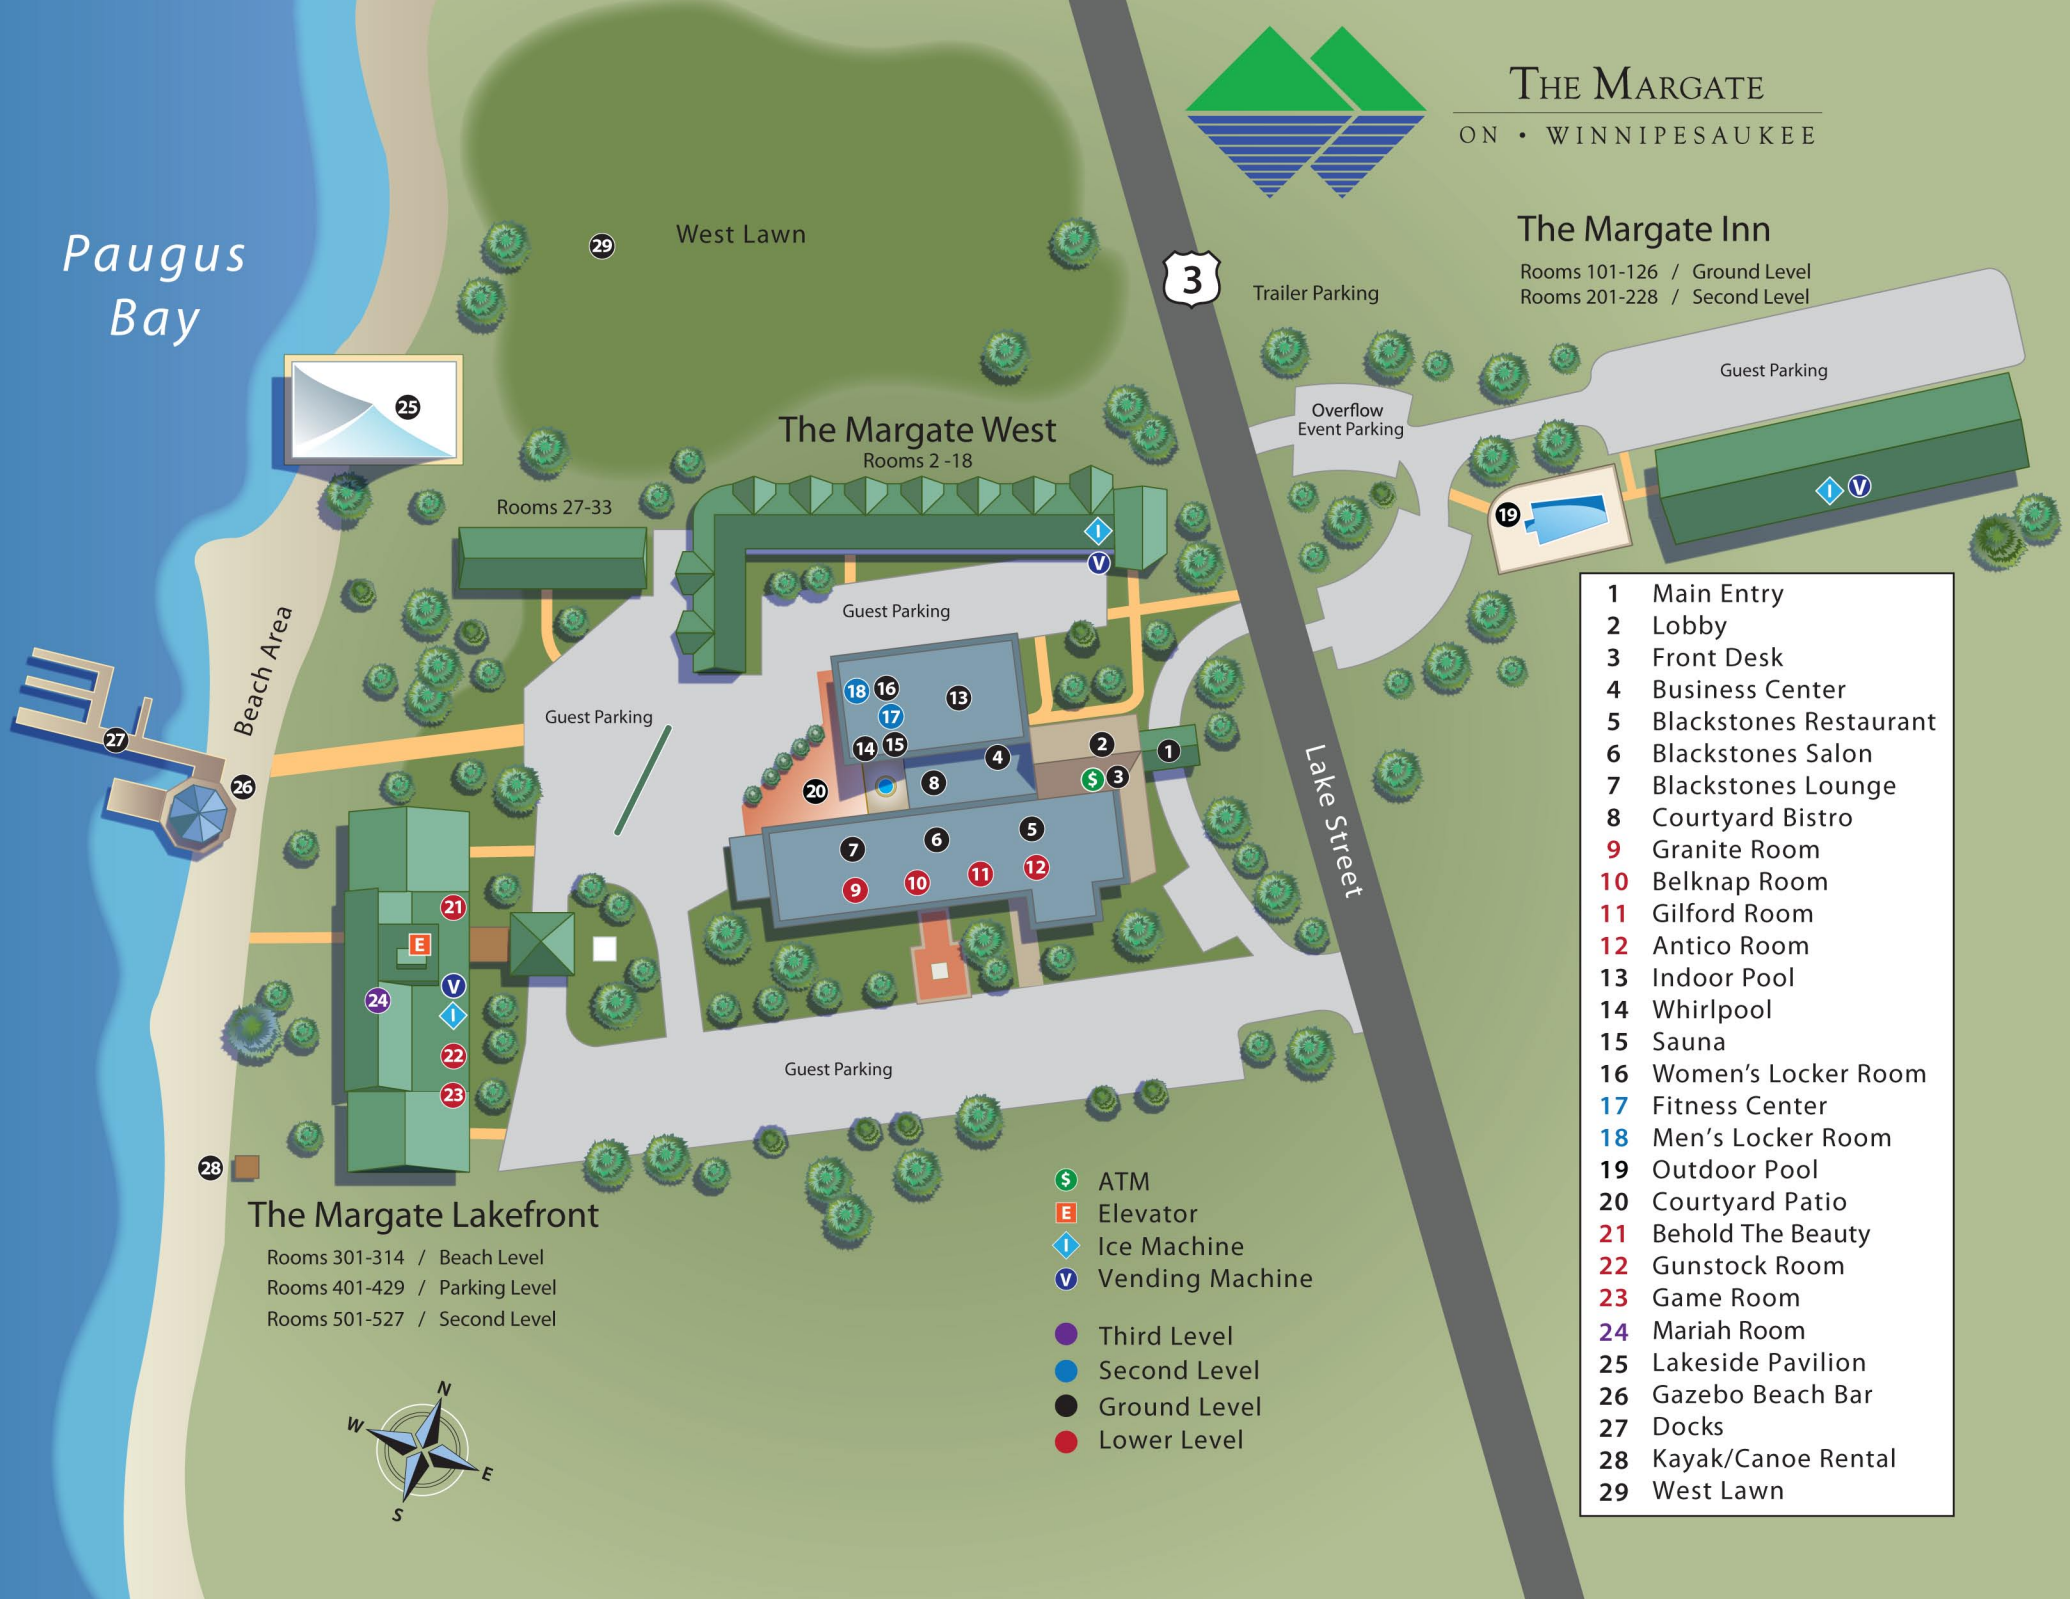 THE MARGATE
ON • WINNIPESAUKEE
The Margate Inn
Rooms 101-126 / Ground Level
Rooms 201-228 / Second Level
Paugus
Bay
29
West Lawn
3
Trailer Parking
Guest Parking
25
Overflow
Event Parking
The Margate West
Rooms 2 -18
Rooms 27-33
I
V
I V
19
Guest Parking
Beach Area
Guest Parking
18
16
13
17
14
15
4
2
1
$
3
8
20
27
26
7
6
5
9
10
11
12
Lake Street
21
E
V
24
I
22
23
Guest Parking
28
The Margate Lakefront
Rooms 301-314 / Beach Level
Rooms 401-429 / Parking Level
Rooms 501-527 / Second Level
N
W
E
S
$ ATM
E Elevator
I Ice Machine
V Vending Machine
Third Level
Second Level
Ground Level
Lower Level
1 Main Entry
2 Lobby
3 Front Desk
4 Business Center
5 Blackstones Restaurant
6 Blackstones Salon
7 Blackstones Lounge
8 Courtyard Bistro
9 Granite Room
10 Belknap Room
11 Gilford Room
12 Antico Room
13 Indoor Pool
14 Whirlpool
15 Sauna
16 Women's Locker Room
17 Fitness Center
18 Men's Locker Room
19 Outdoor Pool
20 Courtyard Patio
21 Behold The Beauty
22 Gunstock Room
23 Game Room
24 Mariah Room
25 Lakeside Pavilion
26 Gazebo Beach Bar
27 Docks
28 Kayak/Canoe Rental
29 West Lawn